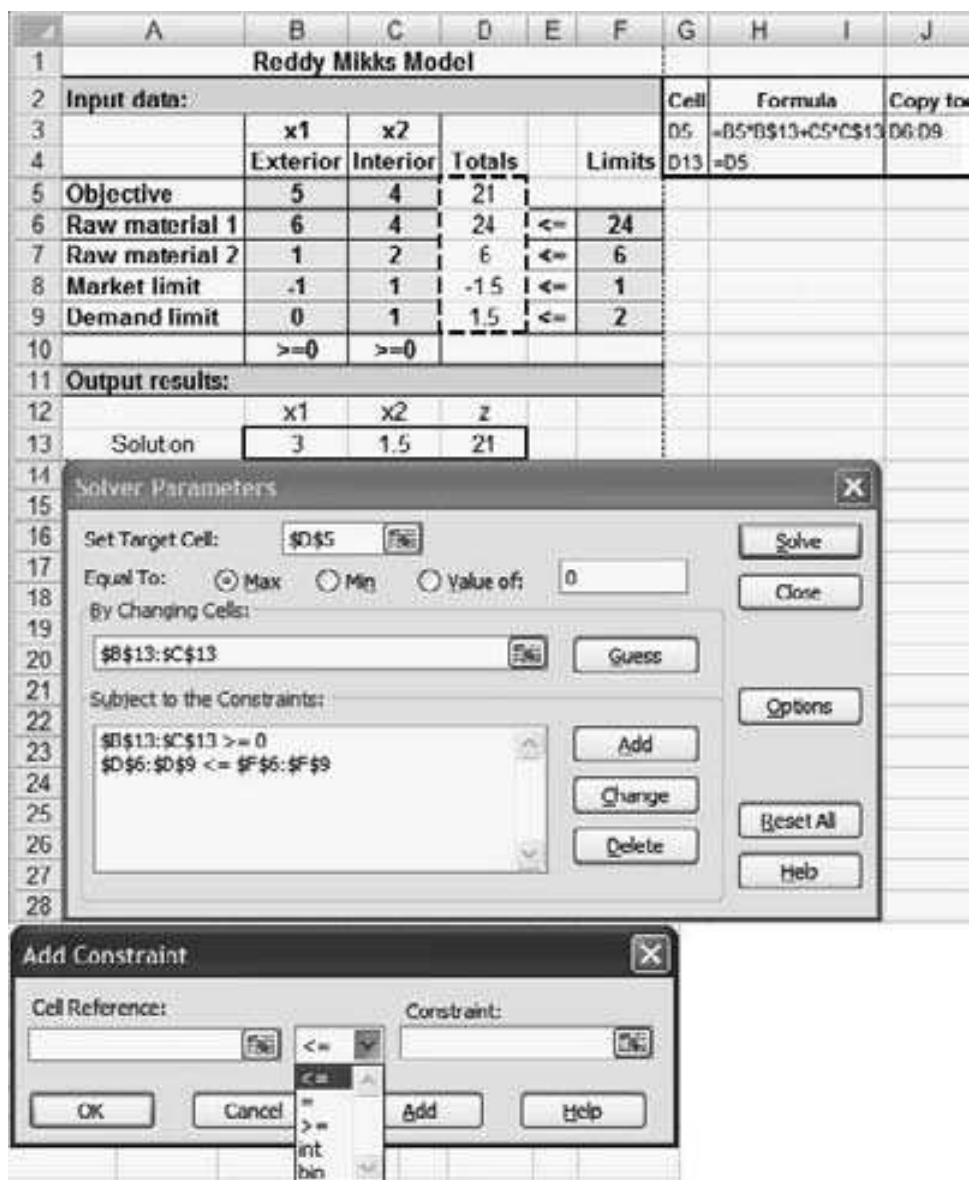 A B C D E F G H I J
1 Reddy Mikks Model
2 Input data: Cell Formula Copy to
3 x1 x2 D5 =B5*B$13+C5*C$13 D6:D9
4 Exterior Interior Totals Limits D13 =D5
5 Objective 5 4 21
6 Raw material 1 6 4 24 <= 24
7 Raw material 2 1 2 6 <= 6
8 Market limit -1 1 -1.5 <= 1
9 Demand limit 0 1 1.5 <= 2
10 >=0 >=0
11 Output results:
12 x1 x2 z
13 Solution 3 1.5 21
14
Solver Parameters
15
16 Set Target Cell: $D$5 Solve
17 Equal To: Max Min Value of: 0
18 Close
By Changing Cells:
19
20 $B$13:$C$13 Guess
21 Subject to the Constraints: Options
22
$B$13:$C$13 >= 0 Add
23 $D$6:$D$9 <= $F$6:$F$9
24 Change
25 Reset All
26 Delete
27 Help
28
Add Constraint
Cell Reference: Constraint:
<=
<=
OK Cancel = Add Help
>=
int
bin